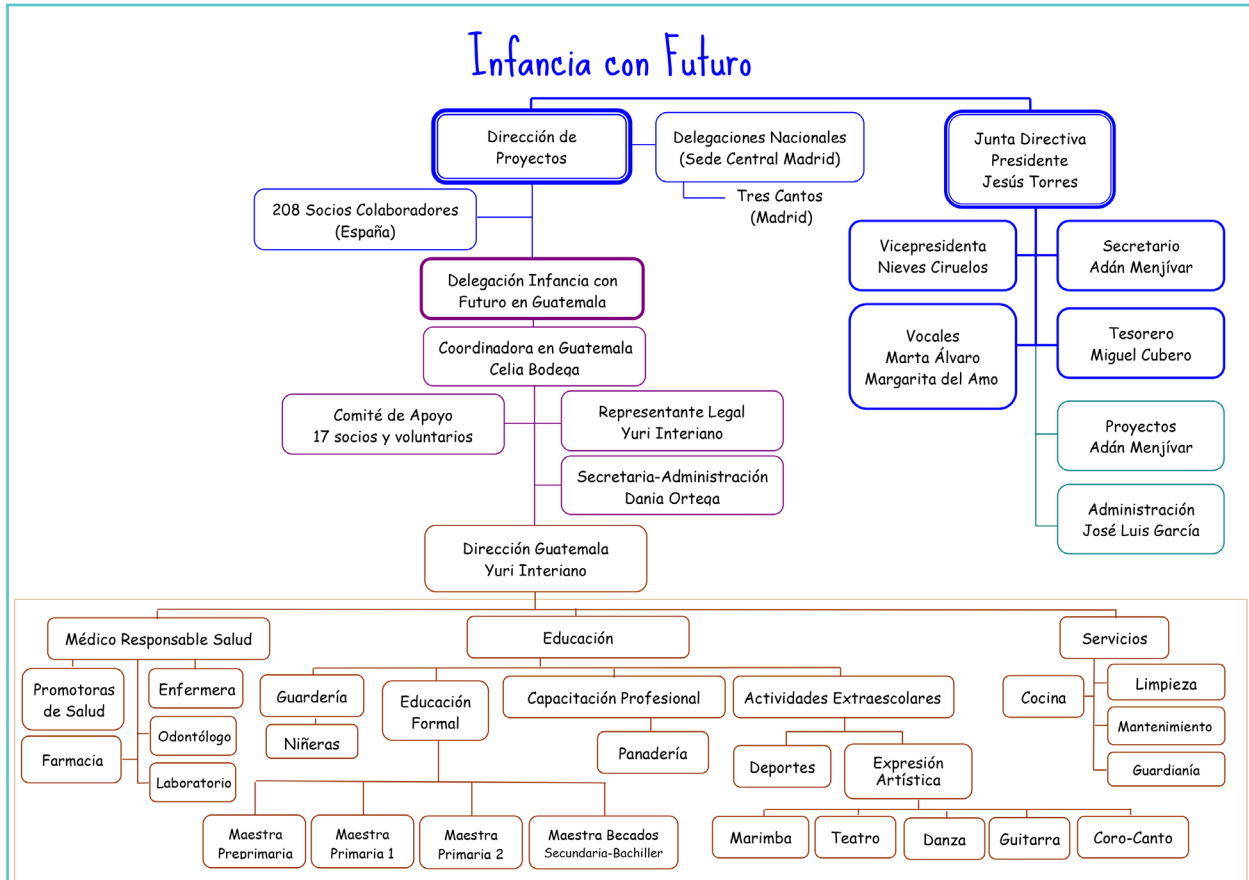 Infancia con Futuro
Dirección de
Proyectos
Delegaciones Nacionales
(Sede Central Madrid)
Tres Cantos
(Madrid)
Junta Directiva
Presidente
Jesús Torres
208 Socios Colaboradores
(España)
Vicepresidenta
Nieves Ciruelos
Secretario
Adán Menjívar
Delegación Infancia con
Futuro en Guatemala
Vocales
Marta Álvaro
Margarita del Amo
Tesorero
Miguel Cubero
Coordinadora en Guatemala
Celia Bodega
Comité de Apoyo
17 socios y voluntarios
Representante Legal
Yuri Interiano
Proyectos
Adán Menjívar
Secretaria-Administración
Dania Ortega
Administración
José Luis García
Dirección Guatemala
Yuri Interiano
Médico Responsable Salud
Educación
Servicios
Promotoras
de Salud
Enfermera
Farmacia
Odontólogo
Laboratorio
Guardería
Niñeras
Educación
Formal
Capacitación Profesional
Panadería
Actividades Extraescolares
Deportes
Expresión
Artística
Cocina
Limpieza
Mantenimiento
Guardianía
Maestra
Preprimaria
Maestra
Primaria 1
Maestra
Primaria 2
Maestra Becados
Secundaria-Bachiller
Marimba
Teatro
Danza
Guitarra
Coro-Canto